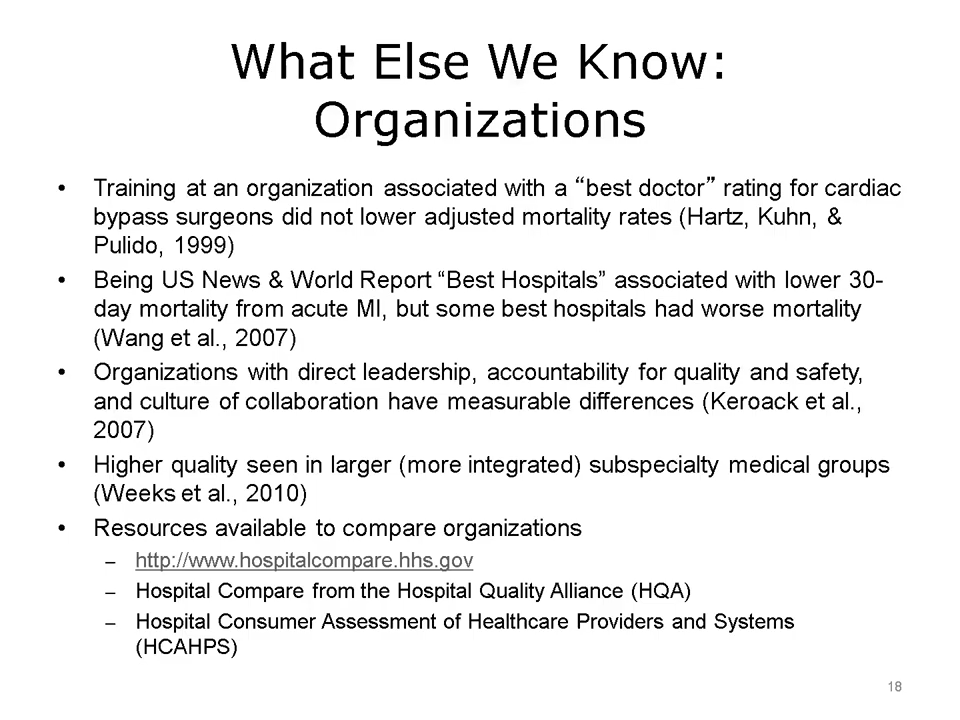 What Else We Know:
Organizations
• Training at an organization associated with a “best doctor” rating for cardiac
bypass surgeons did not lower adjusted mortality rates (Hartz, Kuhn, &
Pulido, 1999)
• Being US News & World Report “Best Hospitals” associated with lower 30-
day mortality from acute MI, but some best hospitals had worse mortality
(Wang et al., 2007)
• Organizations with direct leadership, accountability for quality and safety,
and culture of collaboration have measurable differences (Keroack et al.,
2007)
• Higher quality seen in larger (more integrated) subspecialty medical groups
(Weeks et al., 2010)
• Resources available to compare organizations
– http://www.hospitalcompare.hhs.gov
– Hospital Compare from the Hospital Quality Alliance (HQA)
– Hospital Consumer Assessment of Healthcare Providers and Systems
(HCAHPS)
18